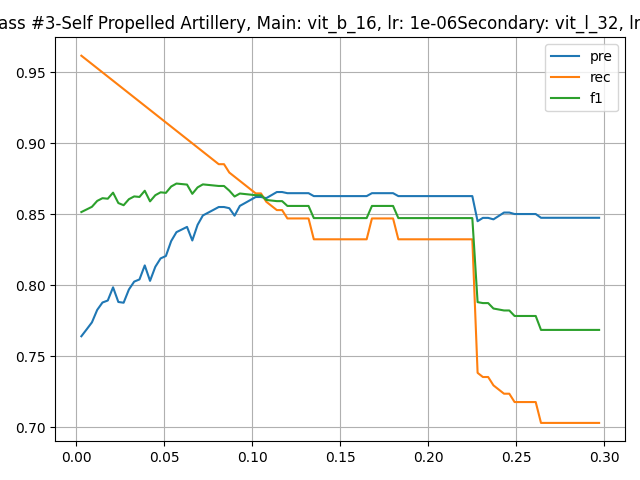 ass #3-Self Propelled Artillery, Main: vit_b_16, lr: 1e-06Secondary: vit_l_32, lr
pre
rec
f1
0.95
0.90
0.85
0.80
0.75
0.70
0.00 0.05 0.10 0.15 0.20 0.25 0.30